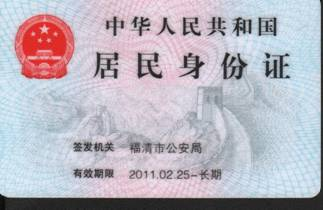 中华人民共和国
居民身份证
签发机关 福清市公安局
有效期限 2011.02.25-长期